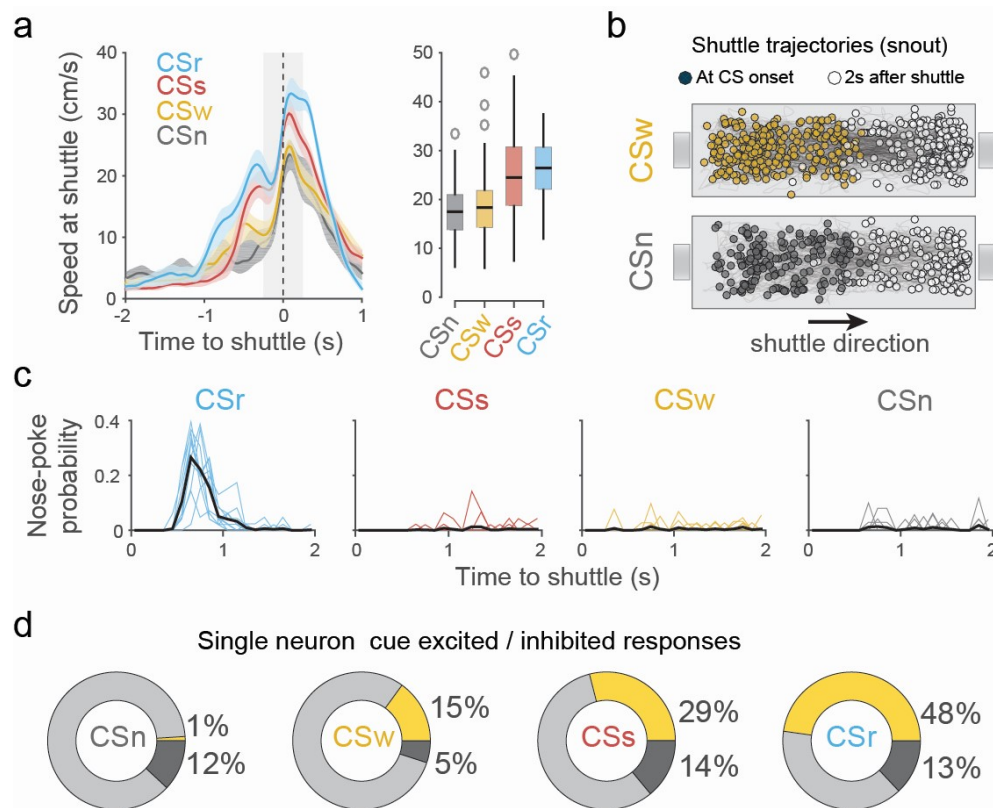 a
CSr
CSs
CSw
CSn
Speed at shuttle (cm/s)
40
30
20
10
0
-2
-1
0
1
Time to shuttle (s)
50
40
30
20
10
0
CSn
CSw
CSs
CSr
b
Shuttle trajectories (snout)
At CS onset
2s after shuttle
CSw
CSn
shuttle direction
c
CSr
CSs
CSw
CSn
Nose-poke
probability
0.4
0.2
0
0
1
2
0
1
2
0
1
2
0
1
2
Time to shuttle (s)
d
Single neuron cue excited / inhibited responses
CSn
1%
12%
CSw
15%
5%
CSs
29%
14%
CSr
48%
13%